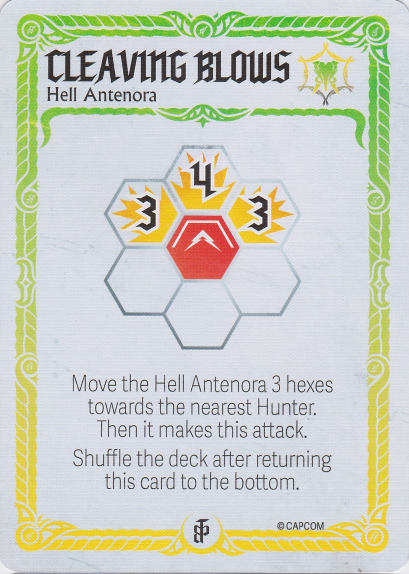 CLEAVING BLOWS
Hell Antenora
4
3 3
Move the Hell Antenora 3 hexes
towards the nearest Hunter.
Then it makes this attack.
Shuffle the deck after returning
this card to the bottom.
© CAPCOM